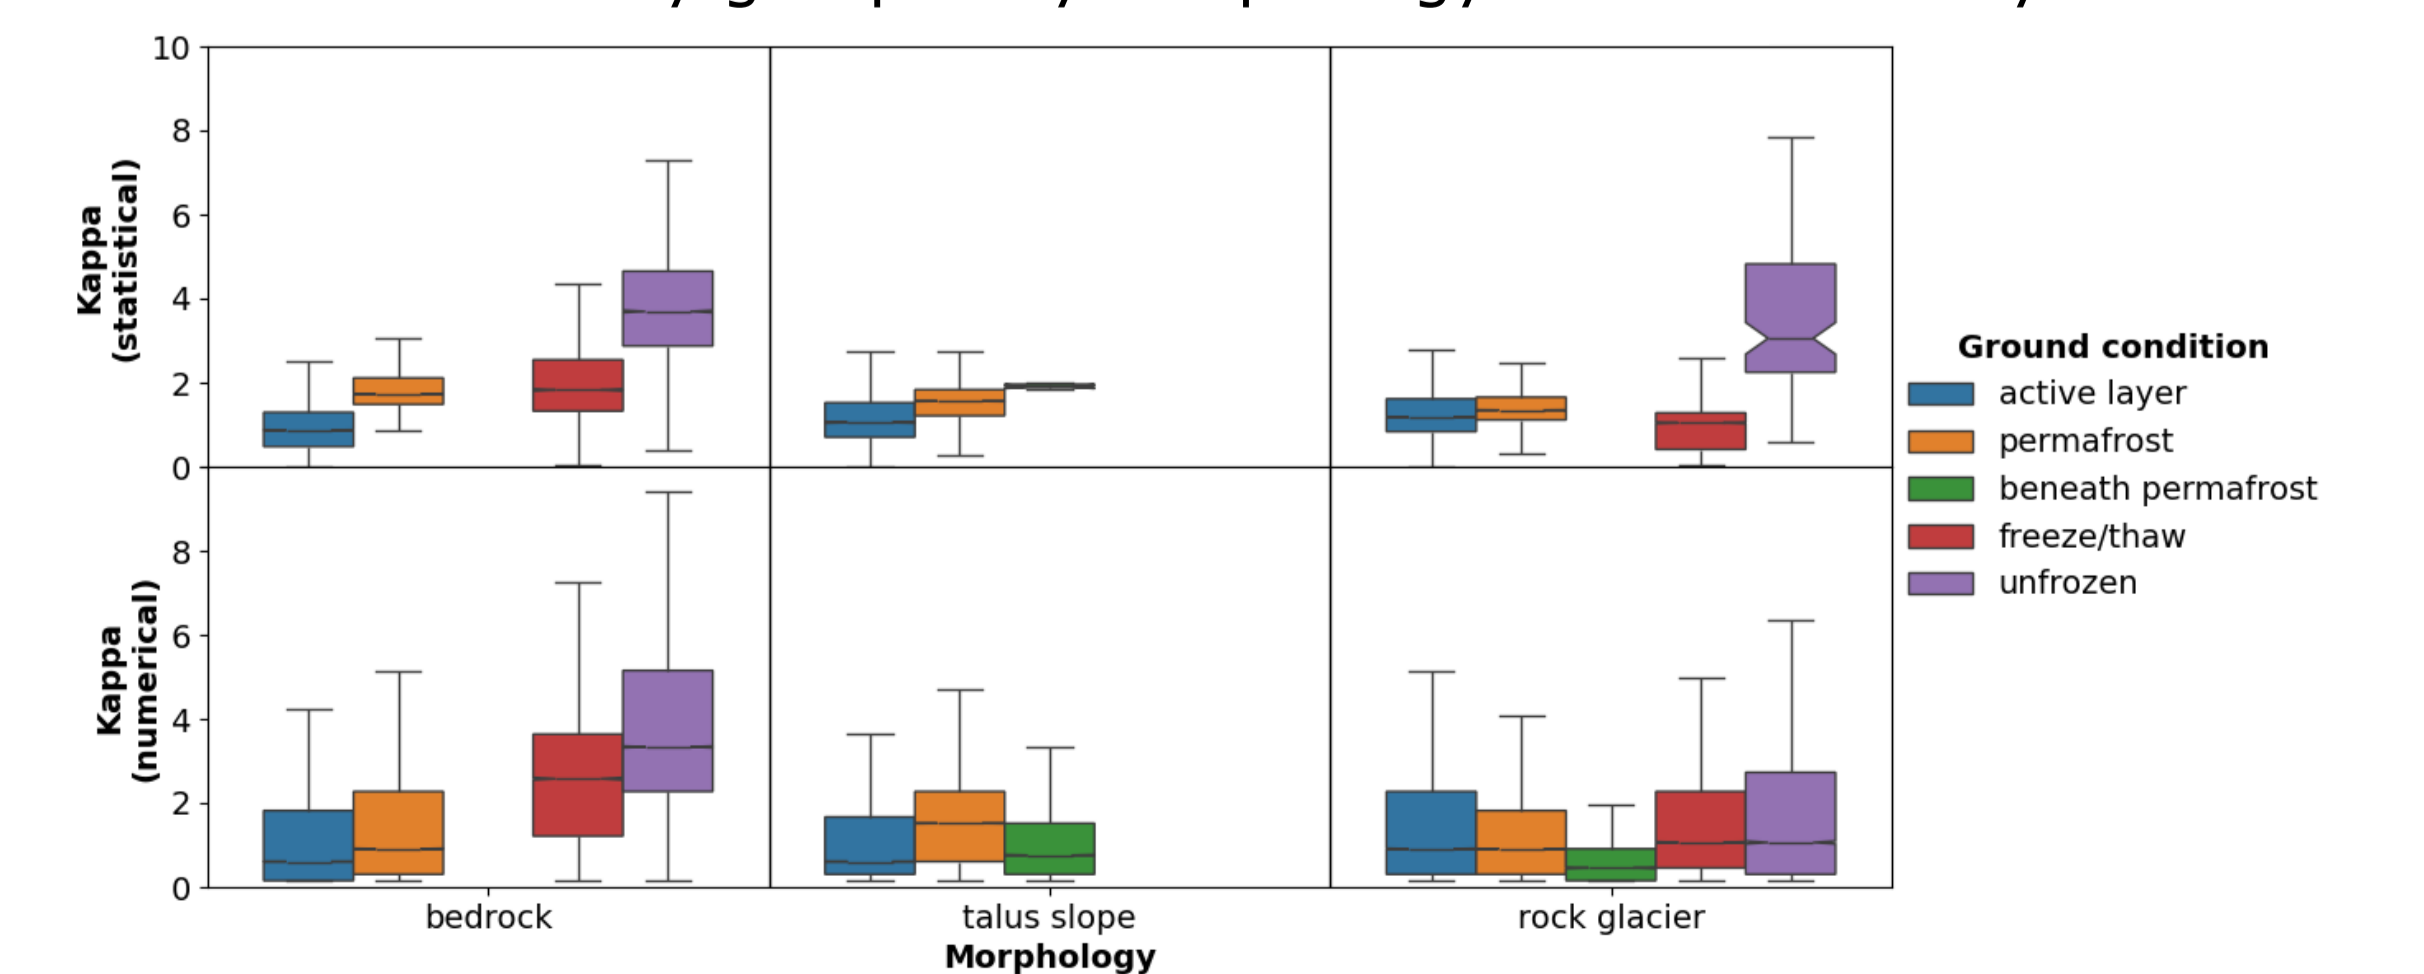 10
8
6
4
2
0
Kappa
(statistical)
8
6
4
2
0
Kappa
(numerical)
bedrock
talus slope
rock glacier
Morphology
Ground condition
active layer
permafrost
beneath permafrost
freeze/thaw
unfrozen